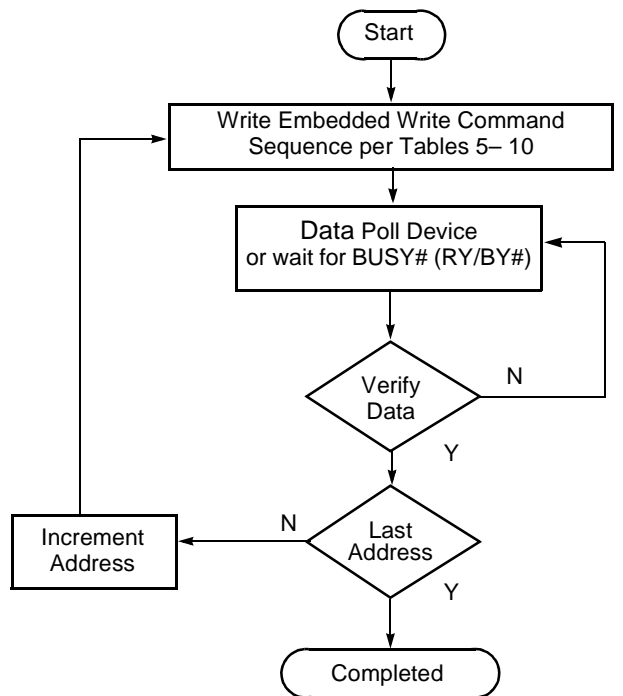 Start
Write Embedded Write Command
Sequence per Tables 5– 10
Data Poll Device
or wait for BUSY# (RY/BY#)
Verify
Data
N
Y
Last
Address
N
Increment
Address
Y
Completed